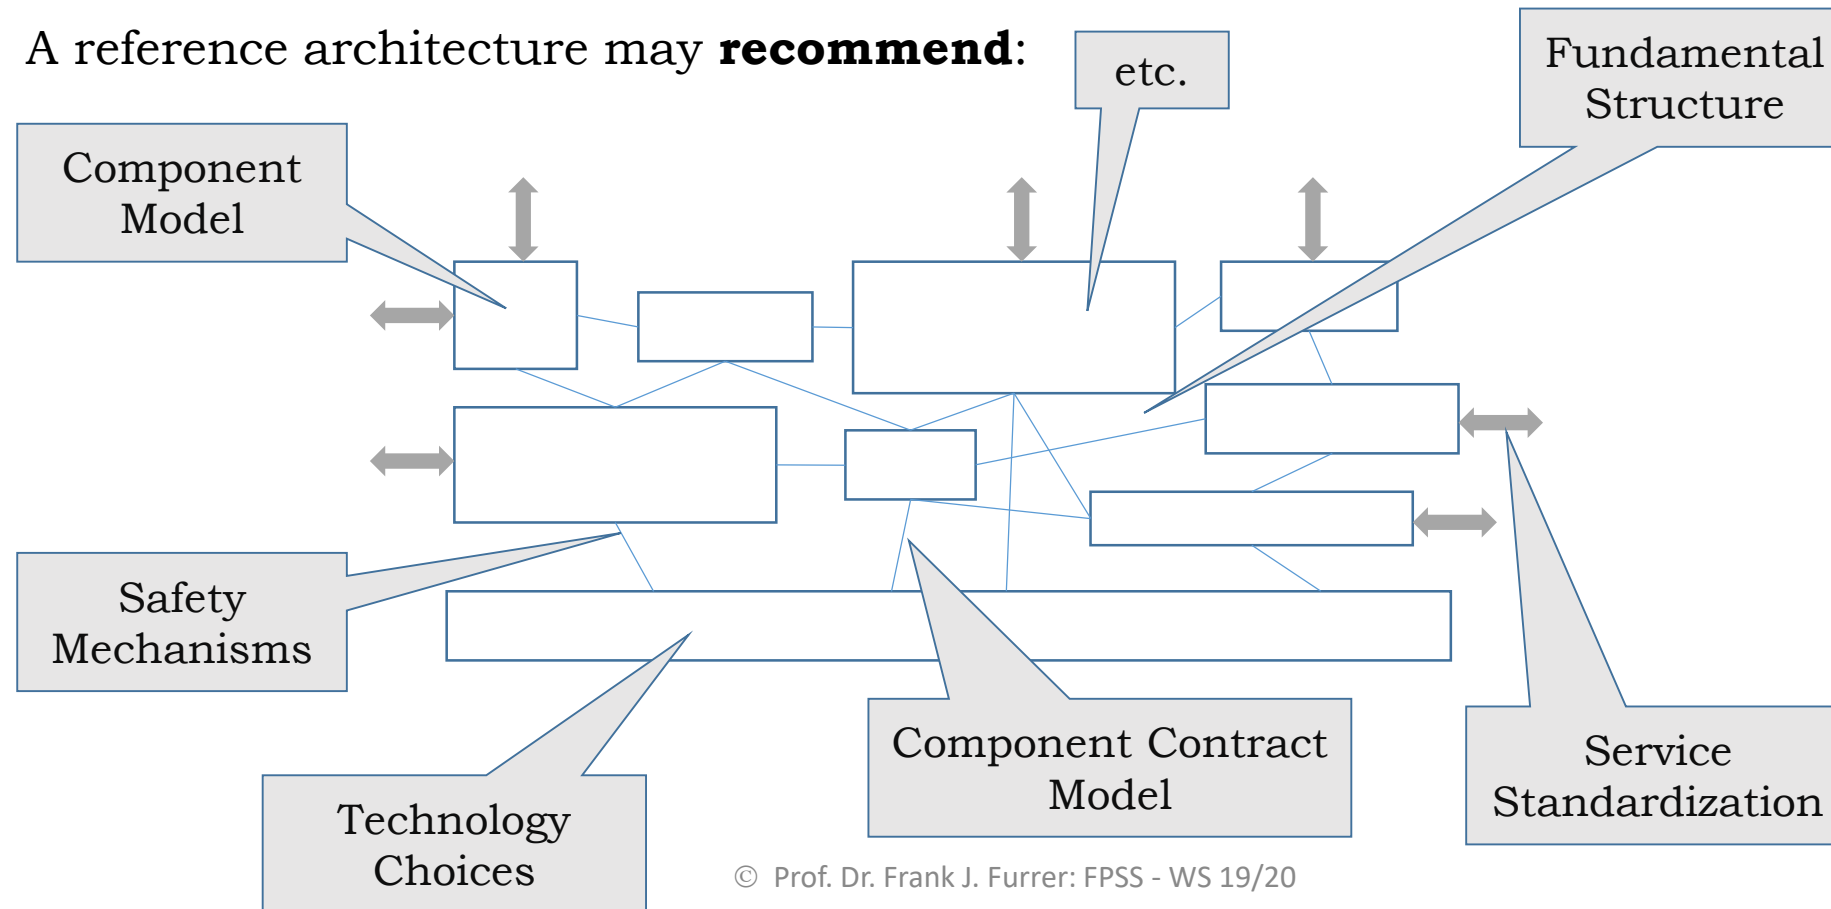 A reference architecture may recommend:
etc.
Fundamental
Structure
Component
Model
Safety
Mechanisms
Technology
Choices
Component Contract
Model
Service
Standardization
© Prof. Dr. Frank J. Furrer: FPSS - WS 19/20